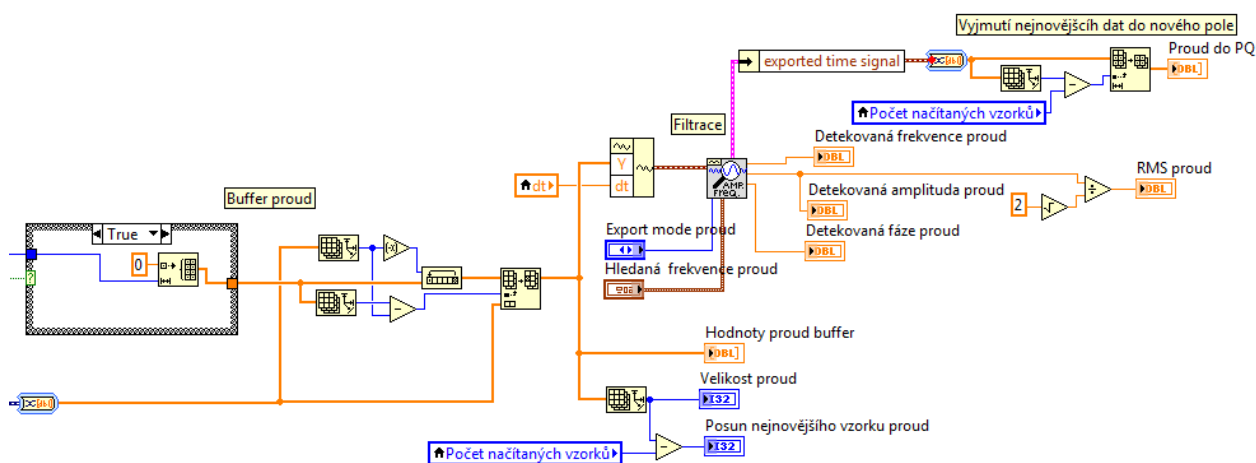 Vyjmutí nejnovějších dat do nového pole
Proud do PQ
exported time signal
DBL
Počet načítaných vzorků
Filtrace
Detekovaná frekvence proud
DBL
Y
dt
dt
AMP
Freq.
RMS proud
DBL
Detekovaná amplituda proud
DBL
2
Detekovaná fáze proud
DBL
Export mode proud
Hledaná frekvence proud
Buffer proud
True
0
?
Hodnoty proud buffer
DBL
Velikost proud
I32
Posun nejnovějšího vzorku proud
I32
Počet načítaných vzorků